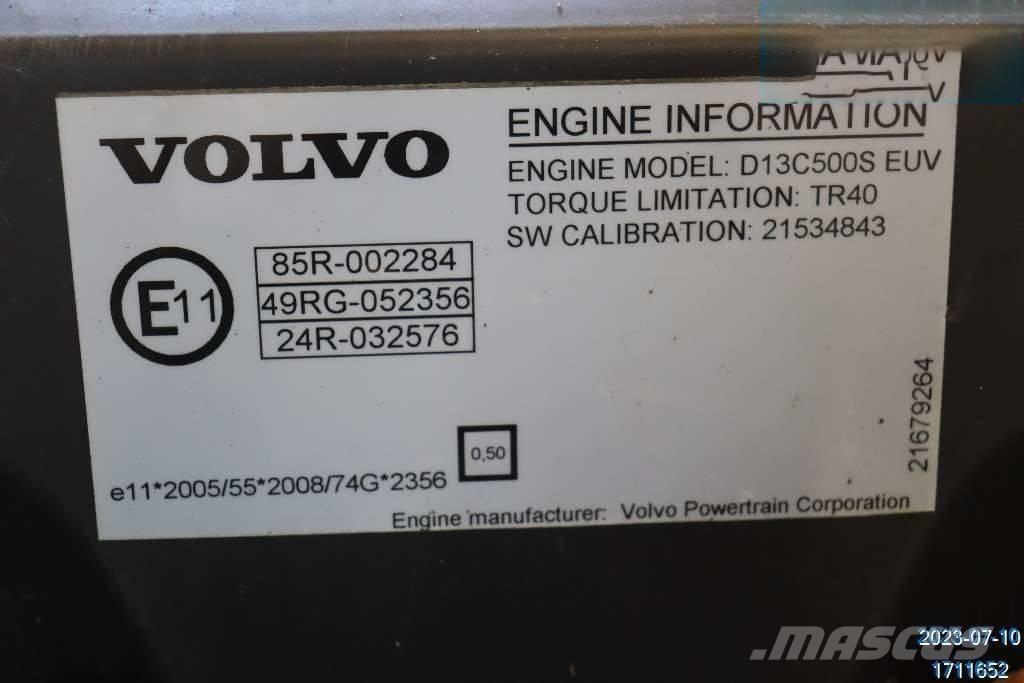 VOLVO
ENGINE INFORMATION
ENGINE MODEL: D13C500S EUV
TORQUE LIMITATION: TR40
SW CALIBRATION: 21534843
E11
85R-002284
49RG-052356
24R-032576
21679264
0,50
e11*2005/55*2008/74G*2356
Engine manufacturer: Volvo Powertrain Corporation
MASCUS
2023-07-10
1711652